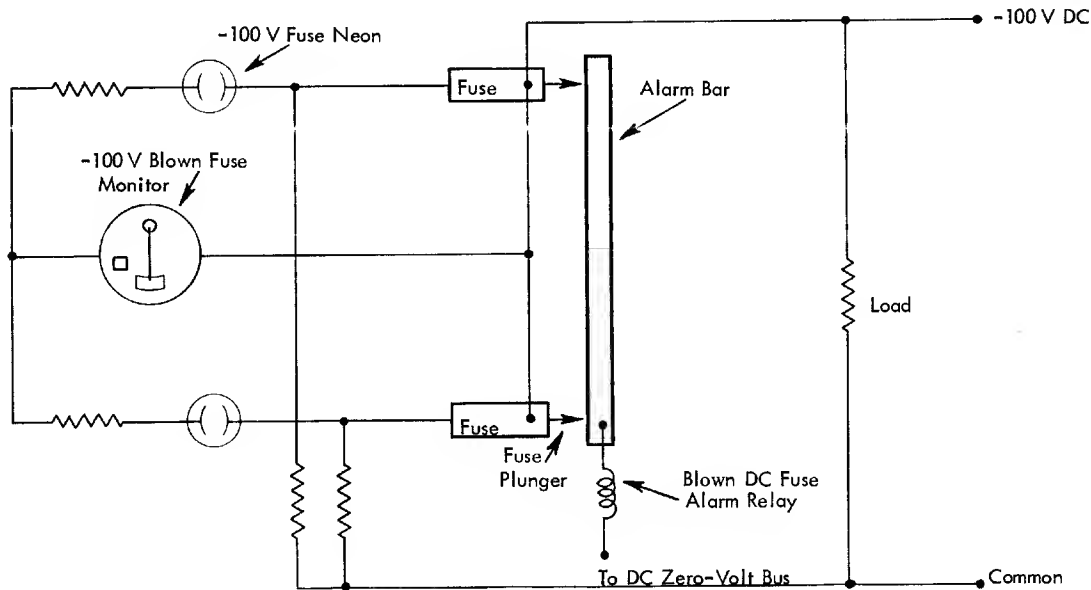 -100 V DC
-100 V Fuse Neon
Fuse
Alarm Bar
-100 V Blown Fuse
Monitor
Load
Fuse
Fuse
Plunger
Blown DC Fuse
Alarm Relay
To DC Zero-Volt Bus
Common